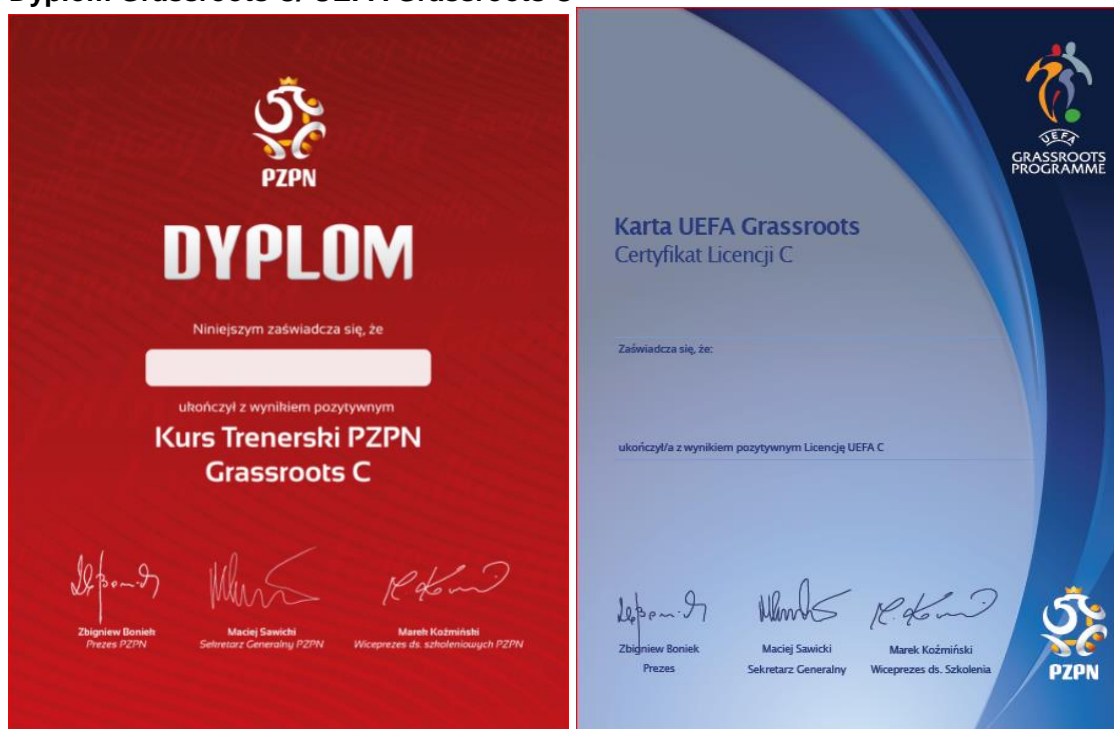 Dyplom Grassroots C/ UEFA Grassroots C
PZPN
DYPLOM
Niniejszym zaświadcza się, że
ukończył z wynikiem pozytywnym
Kurs Trenerski PZPN
Grassroots C
Zbigniew Boniek
Prezes PZPN
Maciej Sawicki
Sekretarz Generalny PZPN
Marek Koźmiński
Wiceprezes ds. szkoleniowych PZPN
UEFA
GRASSROOTS
PROGRAMME
Karta UEFA Grassroots
Certyfikat Licencji C
Zaświadcza się, że:
ukończył/a z wynikiem pozytywnym Licencję UEFA C
Zbigniew Boniek
Prezes
Maciej Sawicki
Sekretarz Generalny
Marek Koźmiński
Wiceprezes ds. Szkolenia
PZPN